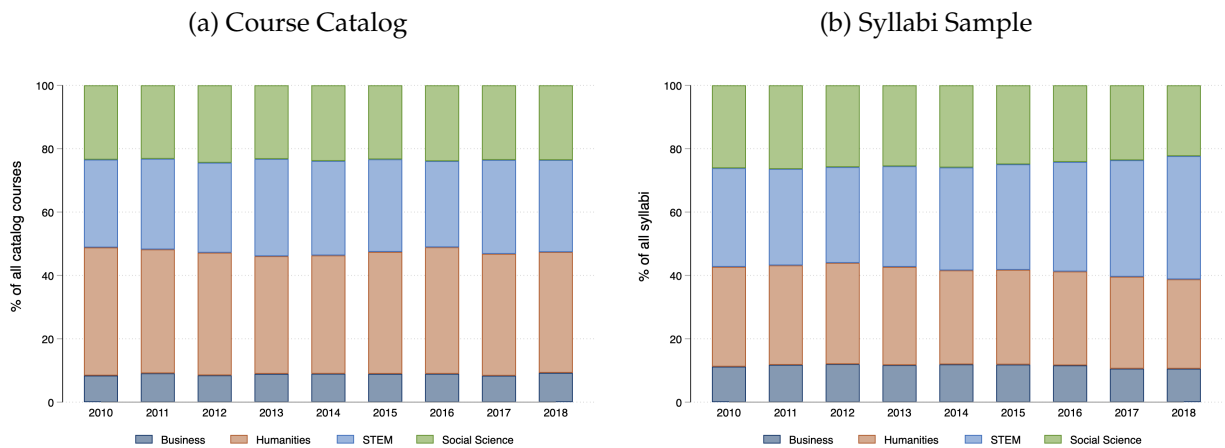 (a) Course Catalog
% of all catalog courses
100
80
60
40
20
0
2010 2011 2012 2013 2014 2015 2016 2017 2018
Business Humanities STEM Social Science
(b) Syllabi Sample
% of all syllabi
100
80
60
40
20
0
2010 2011 2012 2013 2014 2015 2016 2017 2018
Business Humanities STEM Social Science